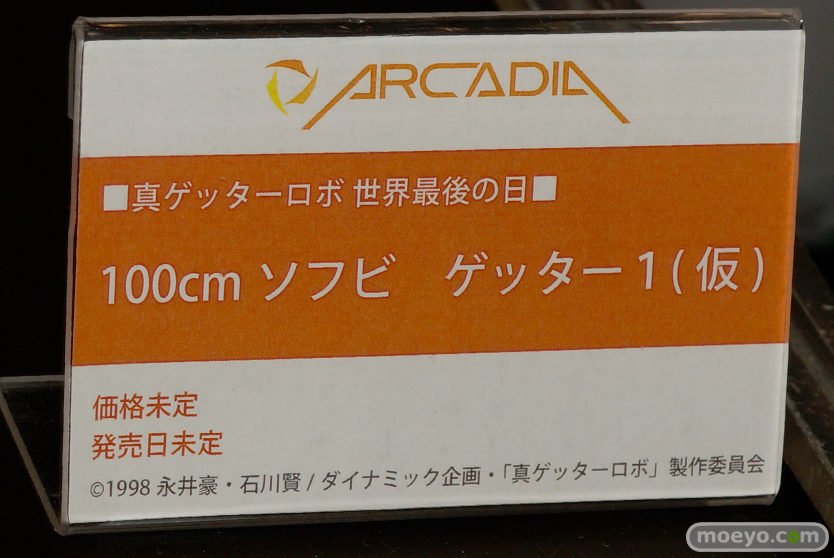 ARCADIA
■真ゲッターロボ 世界最後の日■
100cm ソフビ　ゲッター1(仮)
価格未定
発売日未定
©1998 永井豪・石川賢/ダイナミック企画・「真ゲッターロボ」製作委員会
moeyo.com